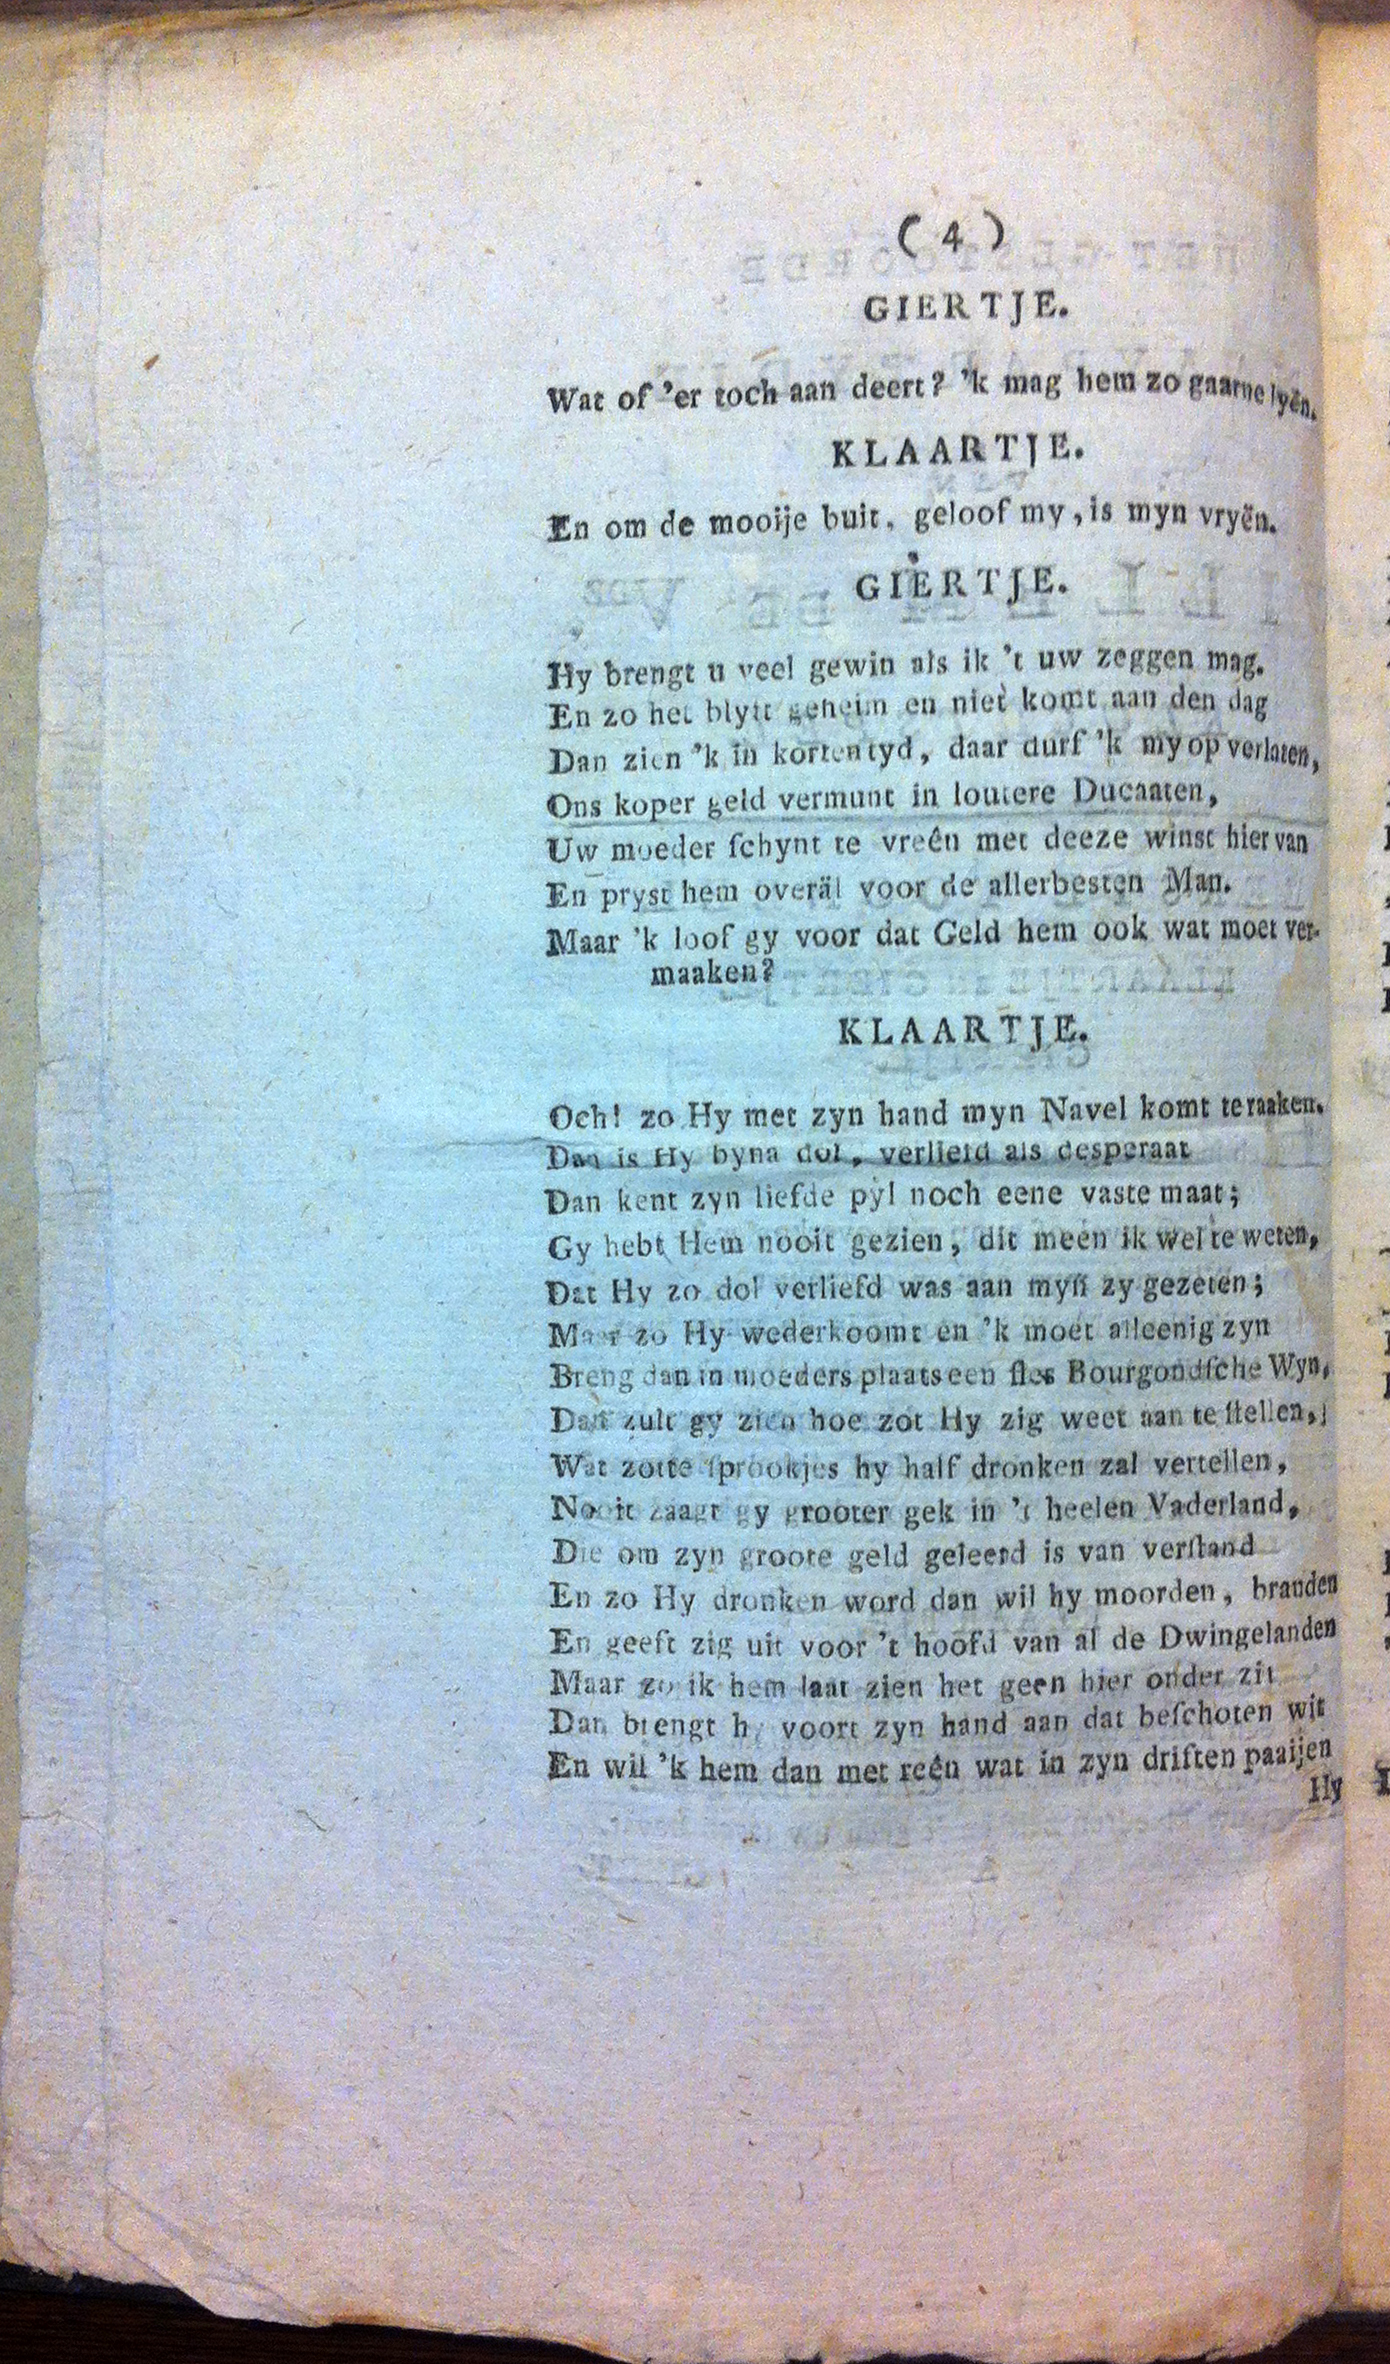 ( 4 )
GIERTJE.
Wat of 'er toch aan deert? 'k mag hem zo gaarne lyën.
KLAARTJE.
En om de mooije buit, geloof my, is myn vryën.
GIERTJE.
Hy brengt u veel gewin als ik 't uw zeggen mag.
En zo het blyft geheim en niet komt aan den dag
Dan zien 'k in korten tyd, daar durf 'k my op verlaten,
Ons koper geld vermunt in loutere Ducaaten,
Uw moeder ſchynt te vreên met deeze winst hier van
En pryst hem overäl voor de allerbesten Man.
Maar 'k loof gy voor dat Geld hem ook wat moet ver-
maaken?
KLAARTJE.
Och! zo Hy met zyn hand myn Navel komt te raaken.
Dan is Hy byna dol, verliefd als desperaat
Dan kent zyn liefde pyl noch eene vaste maat;
Gy hebt Hem nooit gezien, dit meen ik wel te weten,
Dat Hy zo dol verliefd was aan myn zy gezeten;
Maar zo Hy wederkoomt en 'k moet alleenig zyn
Breng dan in moeders plaats een fles Bourgondſche Wyn,
Dan zult gy zien hoe zot Hy zig weet aan te ſtellen,
Wat zotte ſprookjes hy half dronken zal vertellen,
Nooit zaagt gy grooter gek in 't heelen Vaderland,
Die om zyn groote geld geleerd is van verſtand
En zo Hy dronken word dan wil hy moorden, branden
En geeft zig uit voor 't hoofd van al de Dwingelanden
Maar zo ik hem laat zien het geen hier onder zit
Dan brengt hy voort zyn hand aan dat beſchoten wit
En wil 'k hem dan met reên wat in zyn driften paaijen
Hy